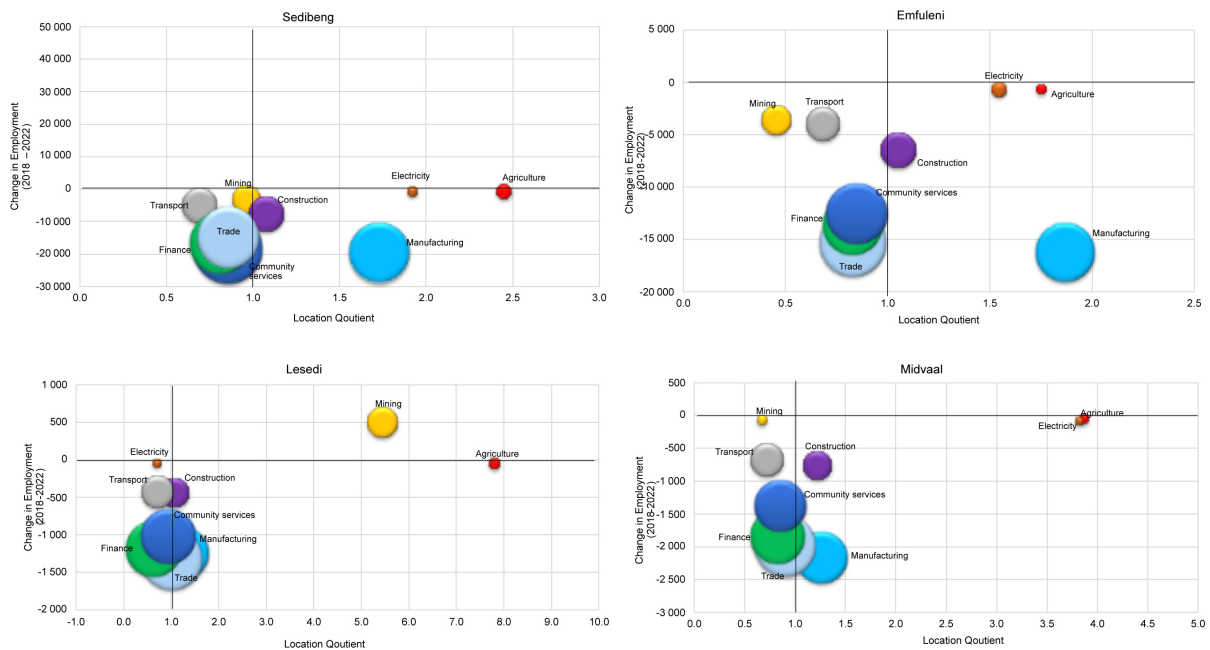 Sedibeng
Change in Employment
(2018 – 2022)
50 000
40 000
30 000
20 000
10 000
0
-10 000
-20 000
-30 000
Mining
Transport
Construction
Trade
Finance
Community
services
Electricity
Agriculture
Manufacturing
0.0 0.5 1.0 1.5 2.0 2.5 3.0
Location Qoutient
Emfuleni
Change in Employment
(2018-2022)
5 000
0
-5 000
-10 000
-15 000
-20 000
Electricity
Agriculture
Mining
Transport
Construction
Community services
Finance
Trade
Manufacturing
0.0 0.5 1.0 1.5 2.0 2.5
Location Qoutient
Lesedi
Change in Employment
(2018-2022)
1 000
500
0
-500
-1 000
-1 500
-2 000
Mining
Electricity
Agriculture
Transport
Construction
Community services
Manufacturing
Finance
Trade
-1.0 0.0 1.0 2.0 3.0 4.0 5.0 6.0 7.0 8.0 9.0 10.0
Location Qoutient
Midvaal
Change in Employment
(2018-2022)
500
0
-500
-1 000
-1 500
-2 000
-2 500
-3 000
Mining
Agriculture
Electricity
Transport
Construction
Community services
Finance
Manufacturing
Trade
0.0 0.5 1.0 1.5 2.0 2.5 3.0 3.5 4.0 4.5 5.0
Location Qoutient